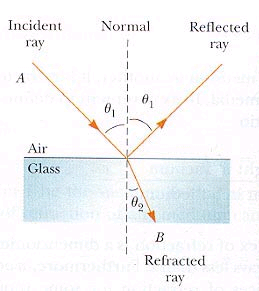 Incident Normal Reflected
ray ray
A
θ1 θ1
Air
Glass
θ2
B
Refracted
ray